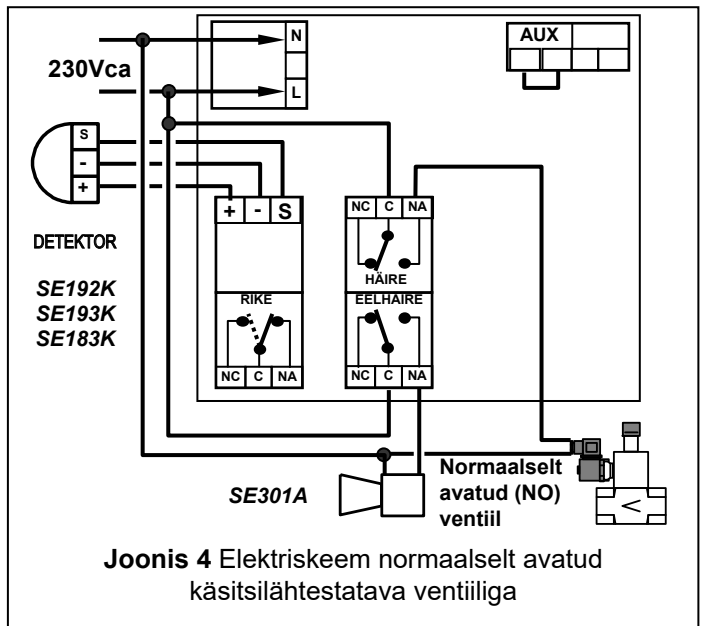 N
AUX
230Vca
L
S
-
+
DETEKTOR
SE192K
SE193K
SE183K
+ - S
RIKE
NC C NA
NC C NA
HÄIRE
EELHAIRE
NC C NA
SE301A
Normaalselt
avatud (NO)
ventiil
Joonis 4 Elektriskeem normaalselt avatud
käsitsilähtestatava ventiiliga